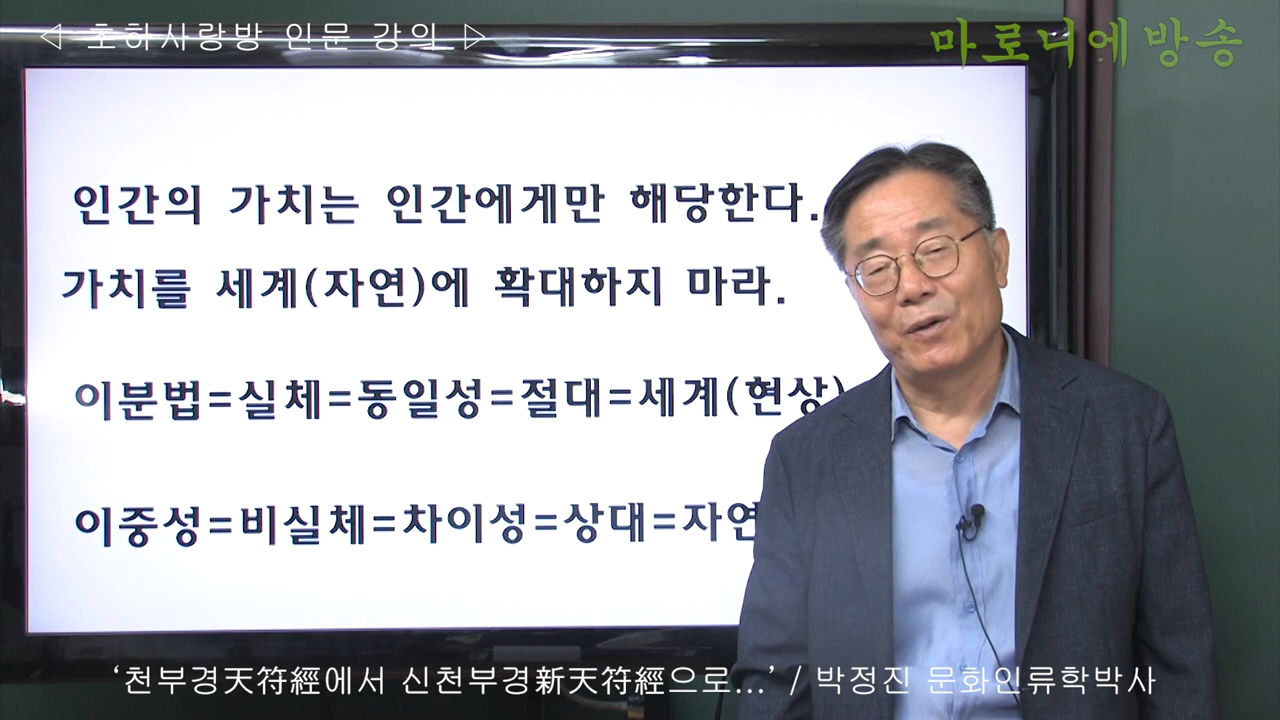 ◁ 초하사랑방 인문 강의 ▷
마로니에방송
인간의 가치는 인간에게만 해당한다.
가치를 세계(자연)에 확대하지 마라.
이분법=실체=동일성=절대=세계(현상)
이중성=비실체=차이성=상대=자연
‘천부경天符經에서 신천부경新天符經으로...’ / 박정진 문화인류학박사